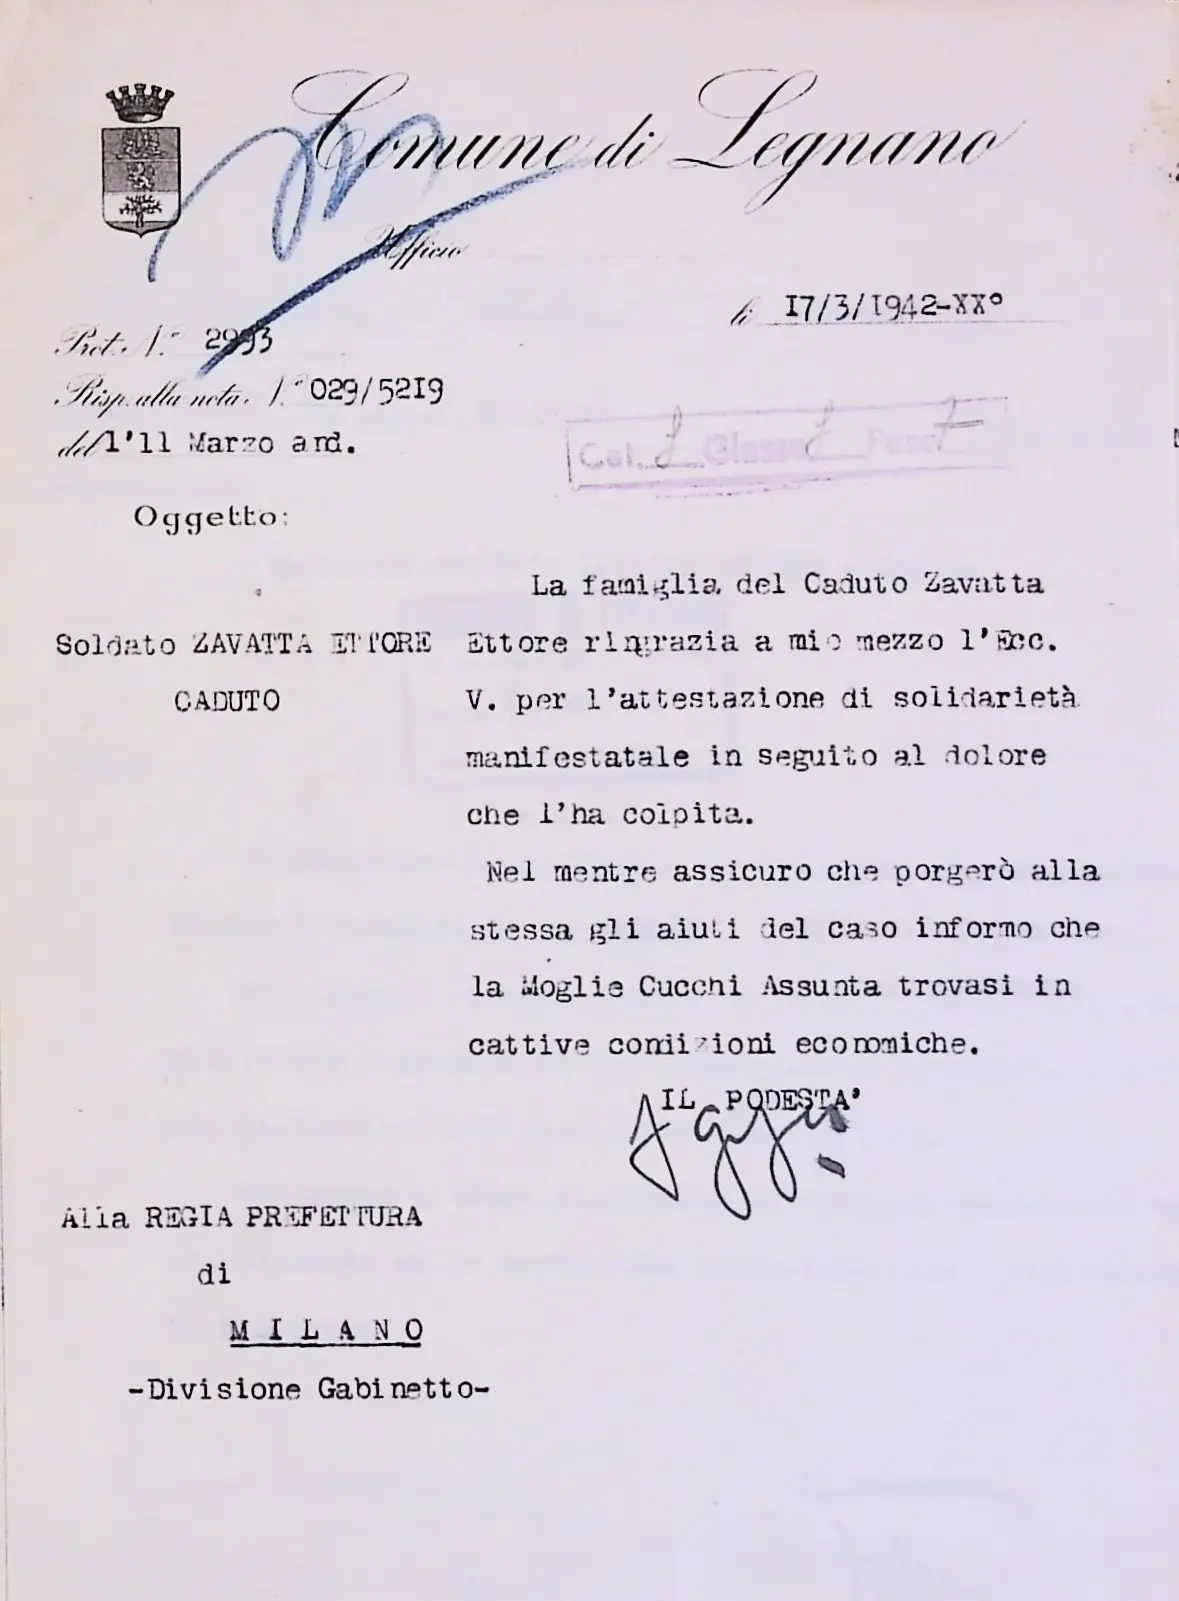 Comune di Legnano
Ufficio
li 17/3/1942-XX°
Prot. N.° 2993
Risp. alla nota N.° 029/5219
del l'11 Marzo and.
Cat. Classe Fasc
Oggetto:
Soldato ZAVATTA ETTORE
CADUTO
La famiglia del Caduto Zavatta
Ettore ringrazia a mio mezzo l'Ecc.
V. per l'attestazione di solidarietà
manifestatale in seguito al dolore
che l'ha colpita.
Nel mentre assicuro che porgerò alla
stessa gli aiuti del caso informo che
la Moglie Cucchi Assunta trovasi in
cattive condizioni economiche.
IL PODESTA'
Alla REGIA PREFETTURA
di
MILANO
-Divisione Gabinetto-